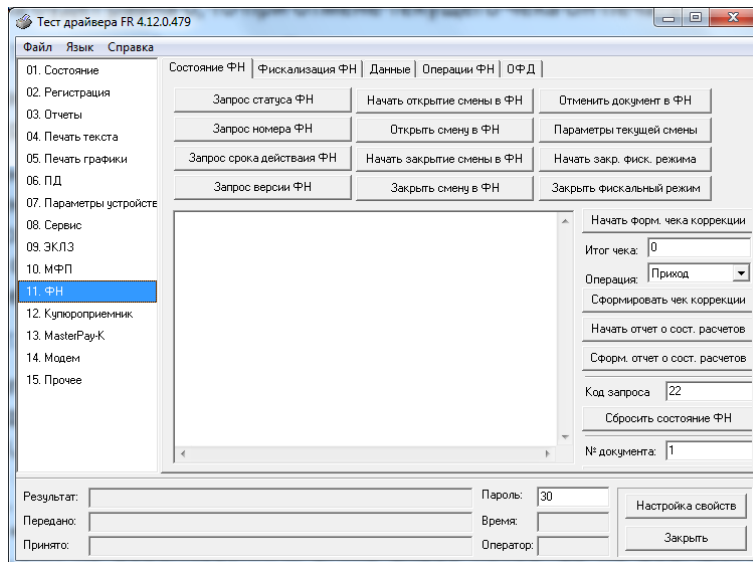 Тест драйвера FR 4.12.0.479
Файл Язык Справка
01. Состояние
02. Регистрация
03. Отчеты
04. Печать текста
05. Печать графики
06. ПД
07. Параметры устройств
08. Сервис
09. ЭКЛЗ
10. МФП
11. ФН
12. Купюроприемник
13. MasterPay-K
14. Модем
15. Прочее
Состояние ФН Фискализация ФН Данные Операции ФН ОФД
Запрос статуса ФН Начать открытие смены в ФН Отменить документ в ФН
Запрос номера ФН Открыть смену в ФН Параметры текущей смены
Запрос срока действаия ФН Начать закрытие смены в ФН Начать закр. фиск. режима
Запрос версии ФН Закрыть смену в ФН Закрыть фискальный режим
Начать форм. чека коррекции
Итог чека: 0
Операция: Приход
Сформировать чек коррекции
Начать отчет о сост. расчетов
Сформ. отчет о сост. расчетов
Код запроса 22
Сбросить состояние ФН
№ документа: 1
Результат: Пароль: 30
Передано: Время:
Принято: Оператор:
Настройка свойств
Закрыть